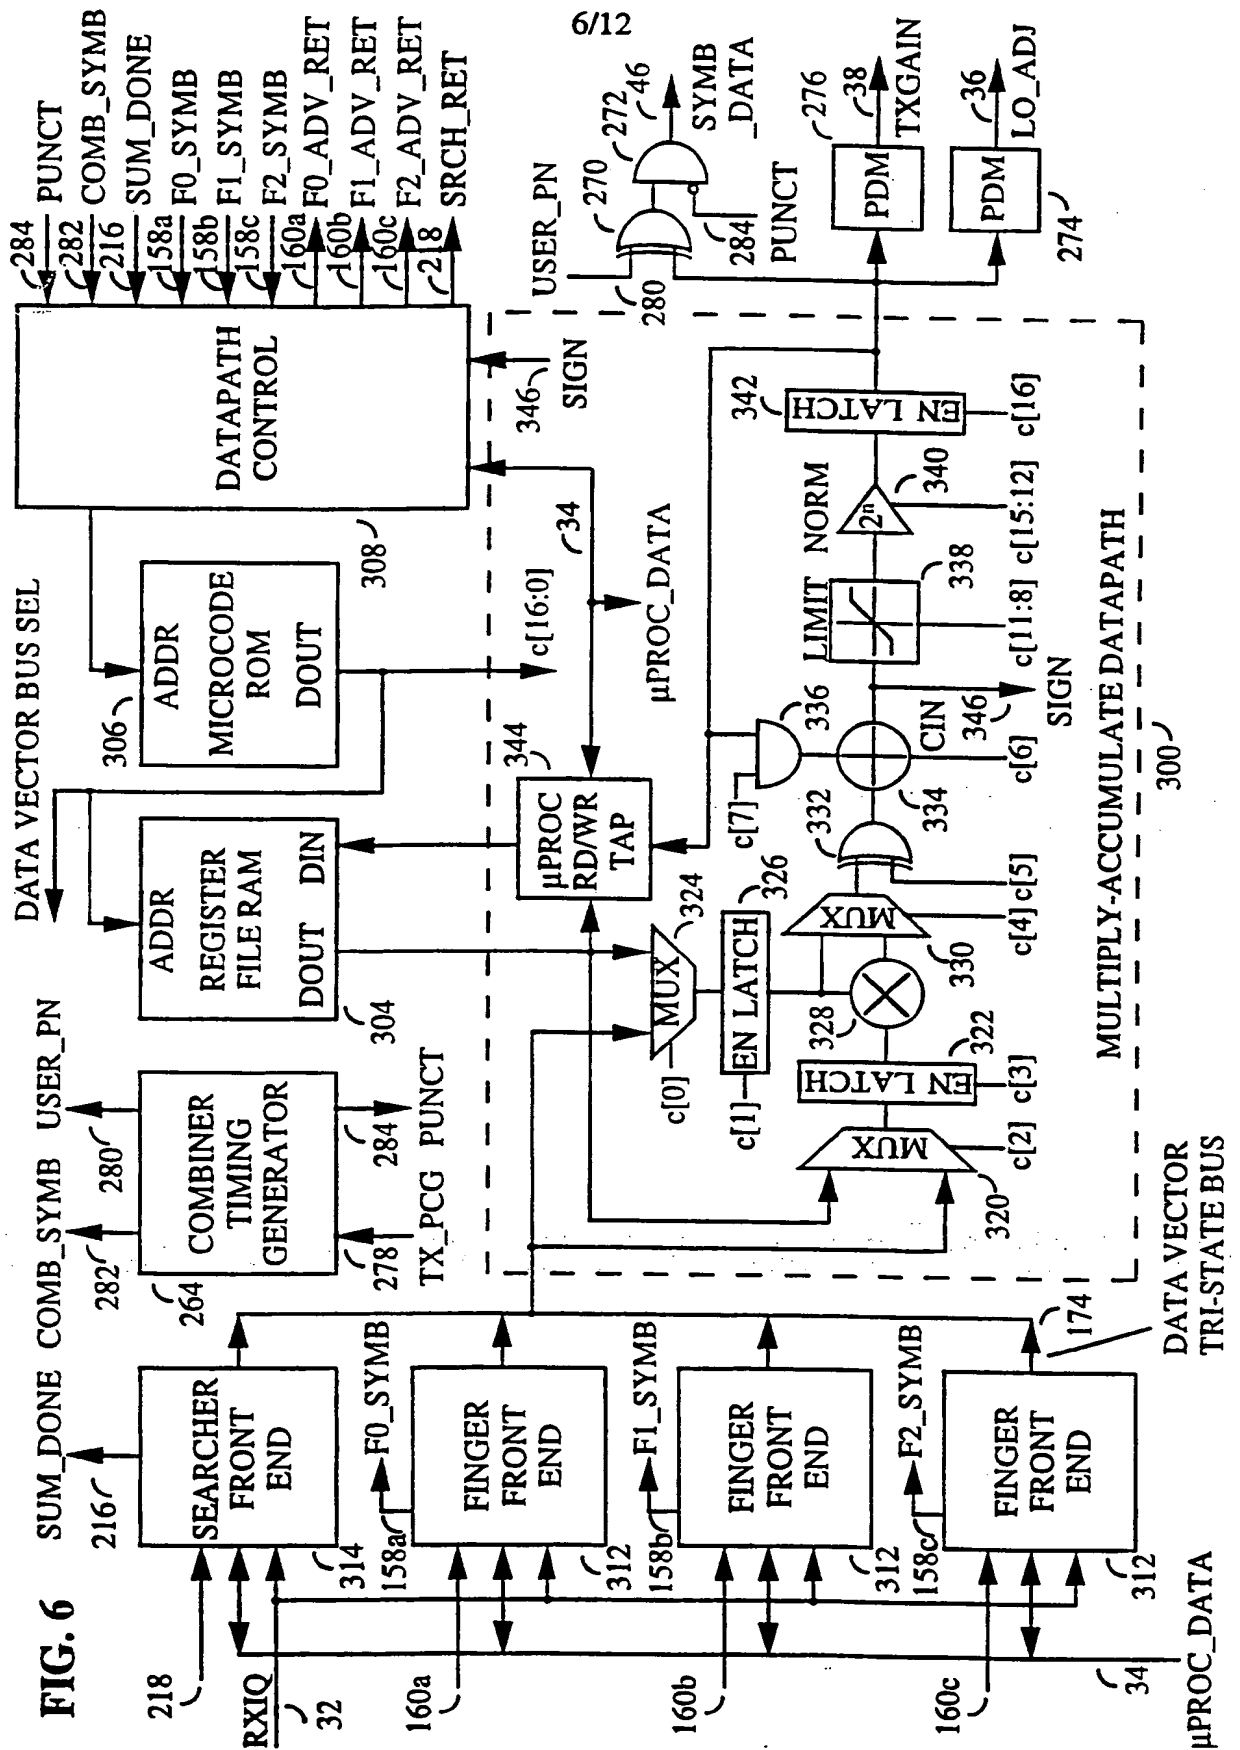 6/12
FIG. 6
218
RXIQ
32
160a
160b
160c
34
µPROC_DATA
SUM_DONE
216
SEARCHER
FRONT
END
314
F0_SYMB
158a
FINGER
FRONT
END
312
F1_SYMB
158b
FINGER
FRONT
END
312
F2_SYMB
158c
FINGER
FRONT
END
312
174
DATA VECTOR
TRI-STATE BUS
COMB_SYMB
282
USER_PN
280
COMBINER
TIMING
GENERATOR
264
278
TX_PCG
284
PUNCT
DATA VECTOR BUS SEL
ADDR
REGISTER
FILE RAM
DOUT
DIN
304
306
ADDR
MICROCODE
ROM
DOUT
c[16:0]
DATAPATH
CONTROL
308
284
PUNCT
282
COMB_SYMB
216
SUM_DONE
158a
F0_SYMB
158b
F1_SYMB
158c
F2_SYMB
160a
F0_ADV_RET
160b
F1_ADV_RET
160c
F2_ADV_RET
218
SRCH_RET
346
SIGN
34
µPROC_DATA
344
µPROC
RD/WR
TAP
324
MUX
c[0]
326
EN LATCH
c[1]
MUX
320
c[2]
EN LATCH
322
c[3]
328
MUX
330
c[4]
332
c[5]
c[7]
336
334
CIN
c[6]
346
SIGN
LIMIT
338
c[11:8]
NORM
2ⁿ
340
c[15:12]
342
EN LATCH
c[16]
MULTIPLY-ACCUMULATE DATAPATH
300
USER_PN
280
270
272
46
SYMB
_DATA
284
PUNCT
276
PDM
38
TXGAIN
PDM
274
36
LO_ADJ